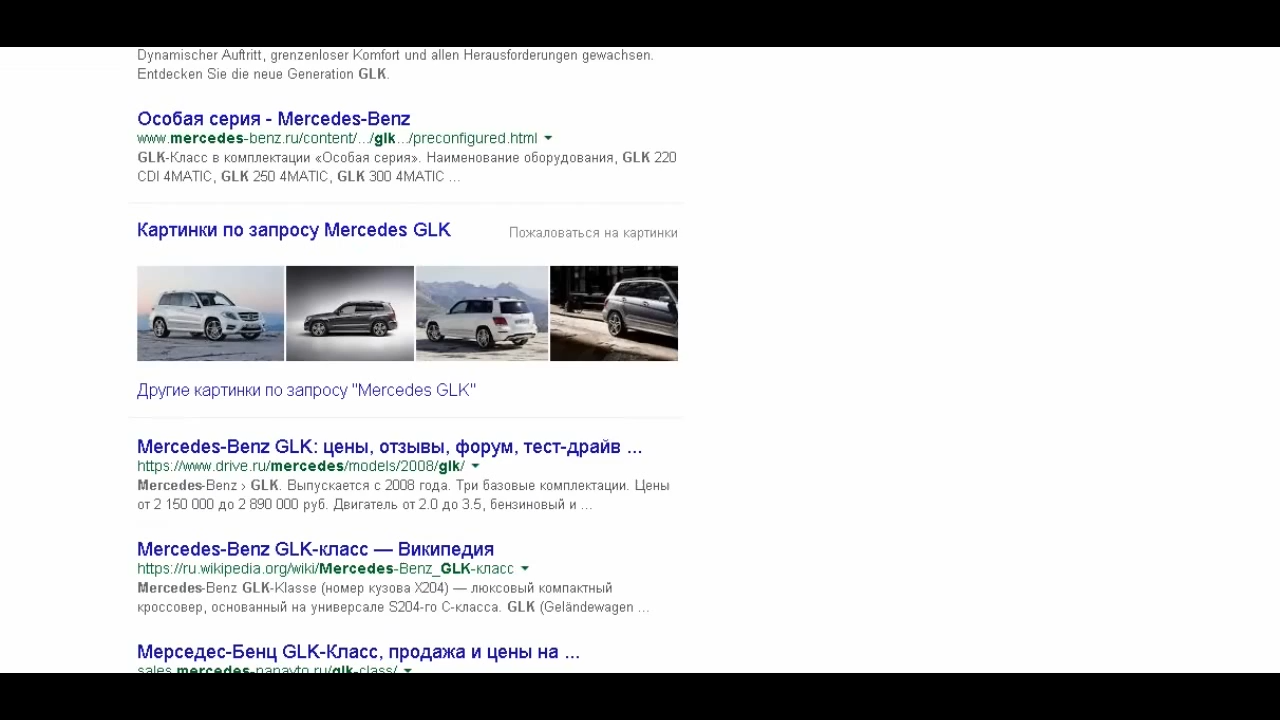 Dynamischer Auftritt, grenzenloser Komfort und allen Herausforderungen gewachsen.
Entdecken Sie die neue Generation GLK.
Особая серия - Mercedes-Benz
www.mercedes-benz.ru/content/.../glk.../preconfigured.html
GLK-Класс в комплектации «Особая серия». Наименование оборудования, GLK 220
CDI 4MATIC, GLK 250 4MATIC, GLK 300 4MATIC ...
Картинки по запросу Mercedes GLK
Пожаловаться на картинки
Другие картинки по запросу "Mercedes GLK"
Mercedes-Benz GLK: цены, отзывы, форум, тест-драйв ...
https://www.drive.ru/mercedes/models/2008/glk/
Mercedes-Benz › GLK. Выпускается с 2008 года. Три базовые комплектации. Цены
от 2 150 000 до 2 890 000 руб. Двигатель от 2.0 до 3.5, бензиновый и ...
Mercedes-Benz GLK-класс — Википедия
https://ru.wikipedia.org/wiki/Mercedes-Benz_GLK-класс
Mercedes-Benz GLK-Klasse (номер кузова X204) — люксовый компактный
кроссовер, основанный на универсале S204-го C-класса. GLK (Geländewagen ...
Мерседес-Бенц GLK-Класс, продажа и цены на ...
sales.mercedes-panavto.ru/glk-class/